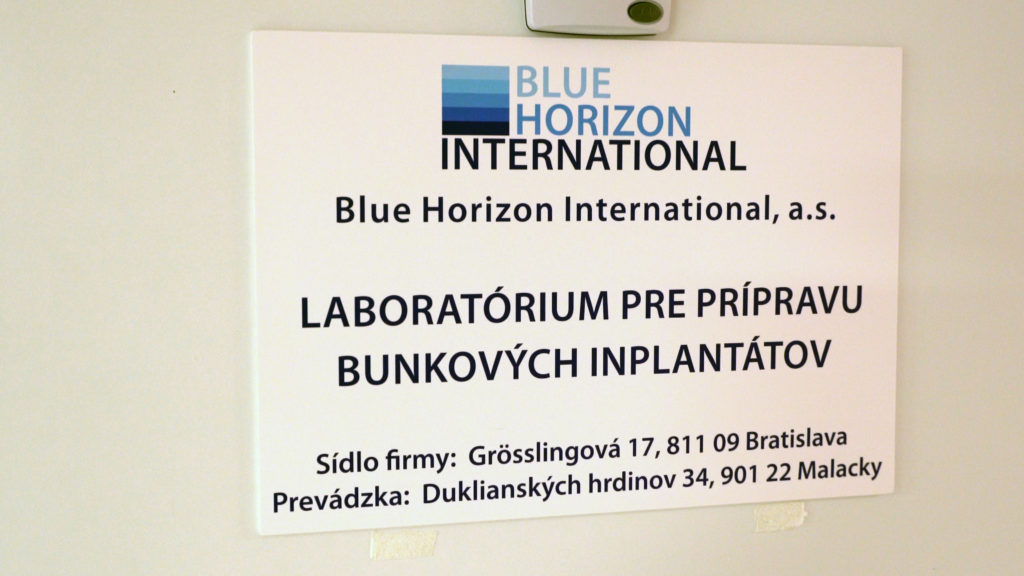 BLUE
HORIZON
INTERNATIONAL
Blue Horizon International, a.s.
LABORATÓRIUM PRE PRÍPRAVU
BUNKOVÝCH INPLANTÁTOV
Sídlo firmy: Grösslingová 17, 811 09 Bratislava
Prevádzka: Duklianských hrdinov 34, 901 22 Malacky